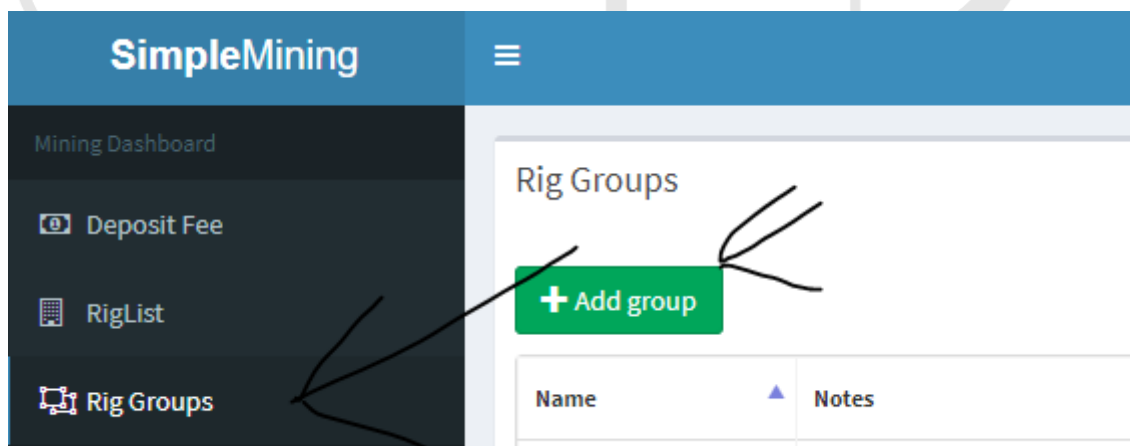 SimpleMining
Mining Dashboard
Deposit Fee
RigList
Rig Groups
Rig Groups
Add group
Name Notes